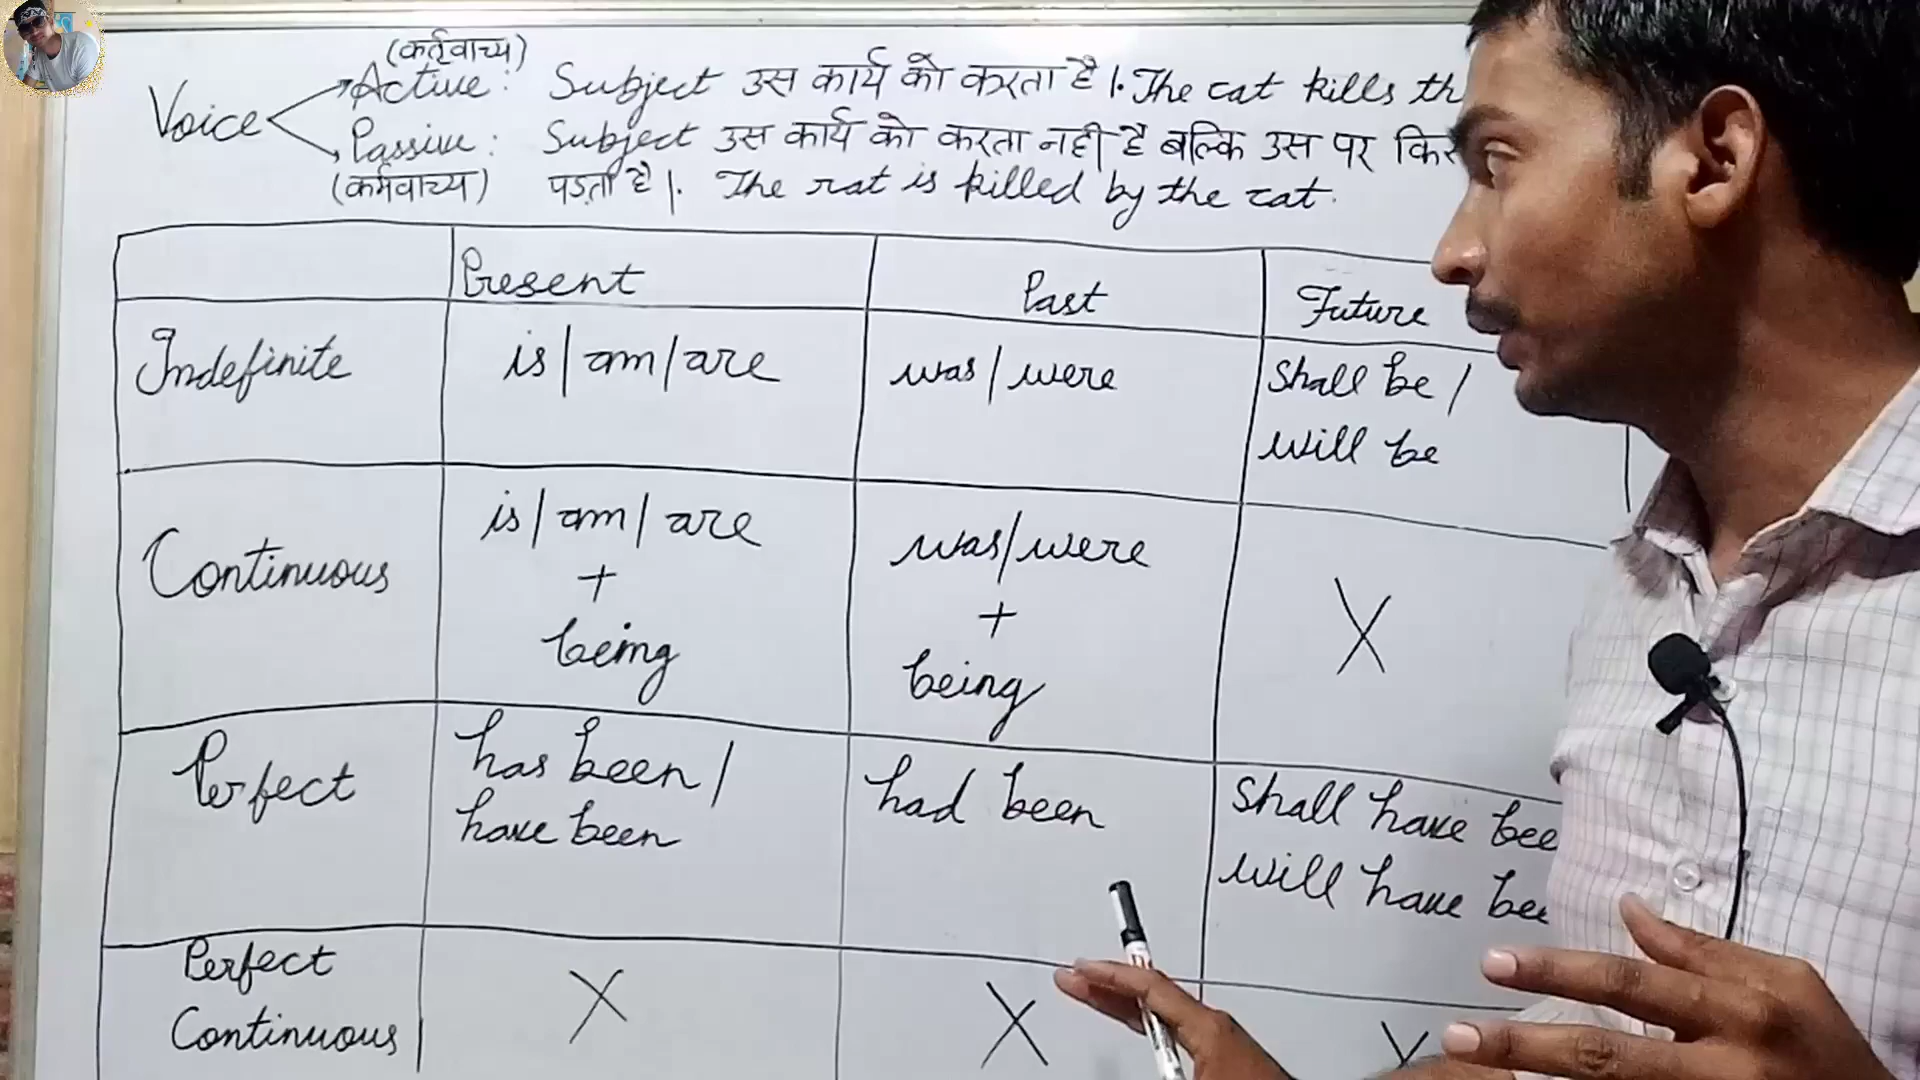 (कर्तृवाच्य)
Voice Active : Subject उस कार्य को करता है |. The cat kills
Passive : Subject उस कार्य को करता नहीं है बल्कि उस पर
(कर्मवाच्य) पड़ता है |. The rat is killed by the cat.
Present Past Future
Indefinite is/am/are was/were shall be /
will be
Continuous is/am/are was/were X
+ +
being being
Perfect has been / had been shall have
have been will have
Perfect X X X
Continuous